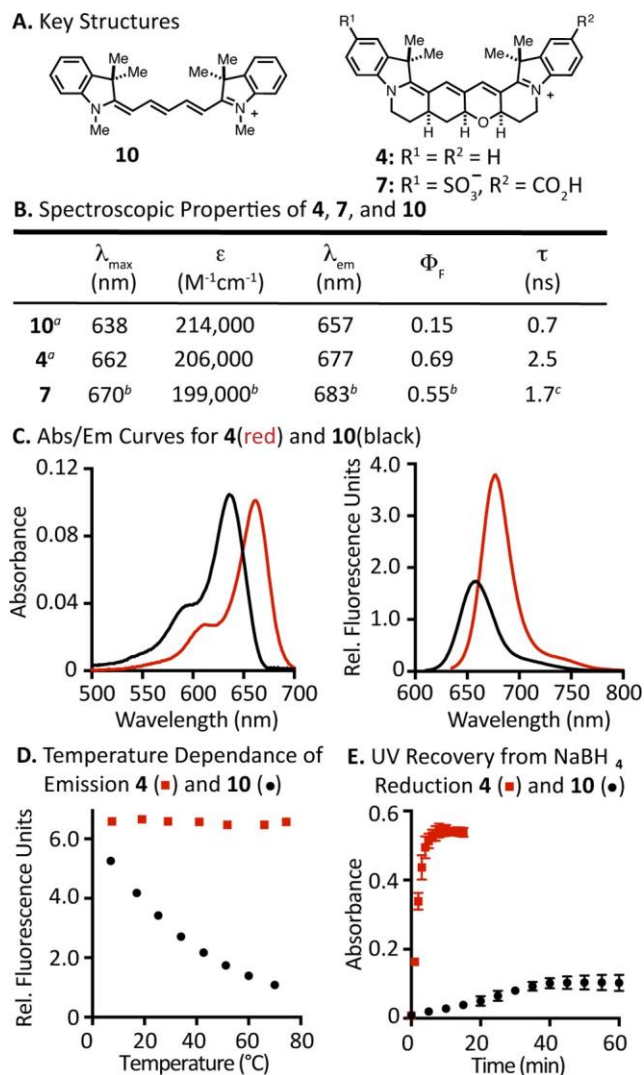 A. Key Structures
R¹ R²
Me Me Me Me
Me Me Me Me
N N +
Me Me
N N +
H O H
10
4: R¹ = R² = H
7: R¹ = SO₃⁻, R² = CO₂H
B. Spectroscopic Properties of 4, 7, and 10
λmax (nm) ε (M⁻¹cm⁻¹) λem (nm) ΦF τ (ns)
10ᵃ 638 214,000 657 0.15 0.7
4ᵃ 662 206,000 677 0.69 2.5
7 670ᵇ 199,000ᵇ 683ᵇ 0.55ᵇ 1.7ᶜ
C. Abs/Em Curves for 4(red) and 10(black)
Absorbance
0.12
0.08
0.04
0
500 550 600 650 700
Wavelength (nm)
Rel. Fluorescence Units
4.0
3.0
2.0
1.0
0
600 650 700 750 800
Wavelength (nm)
D. Temperature Dependance of
Emission 4 (■) and 10 (●)
Rel. Fluorescence Units
6.0
4.0
2.0
0
0 20 40 60 80
Temperature (°C)
E. UV Recovery from NaBH₄
Reduction 4 (■) and 10 (●)
Absorbance
0.6
0.4
0.2
0
0 20 40 60
Time (min)